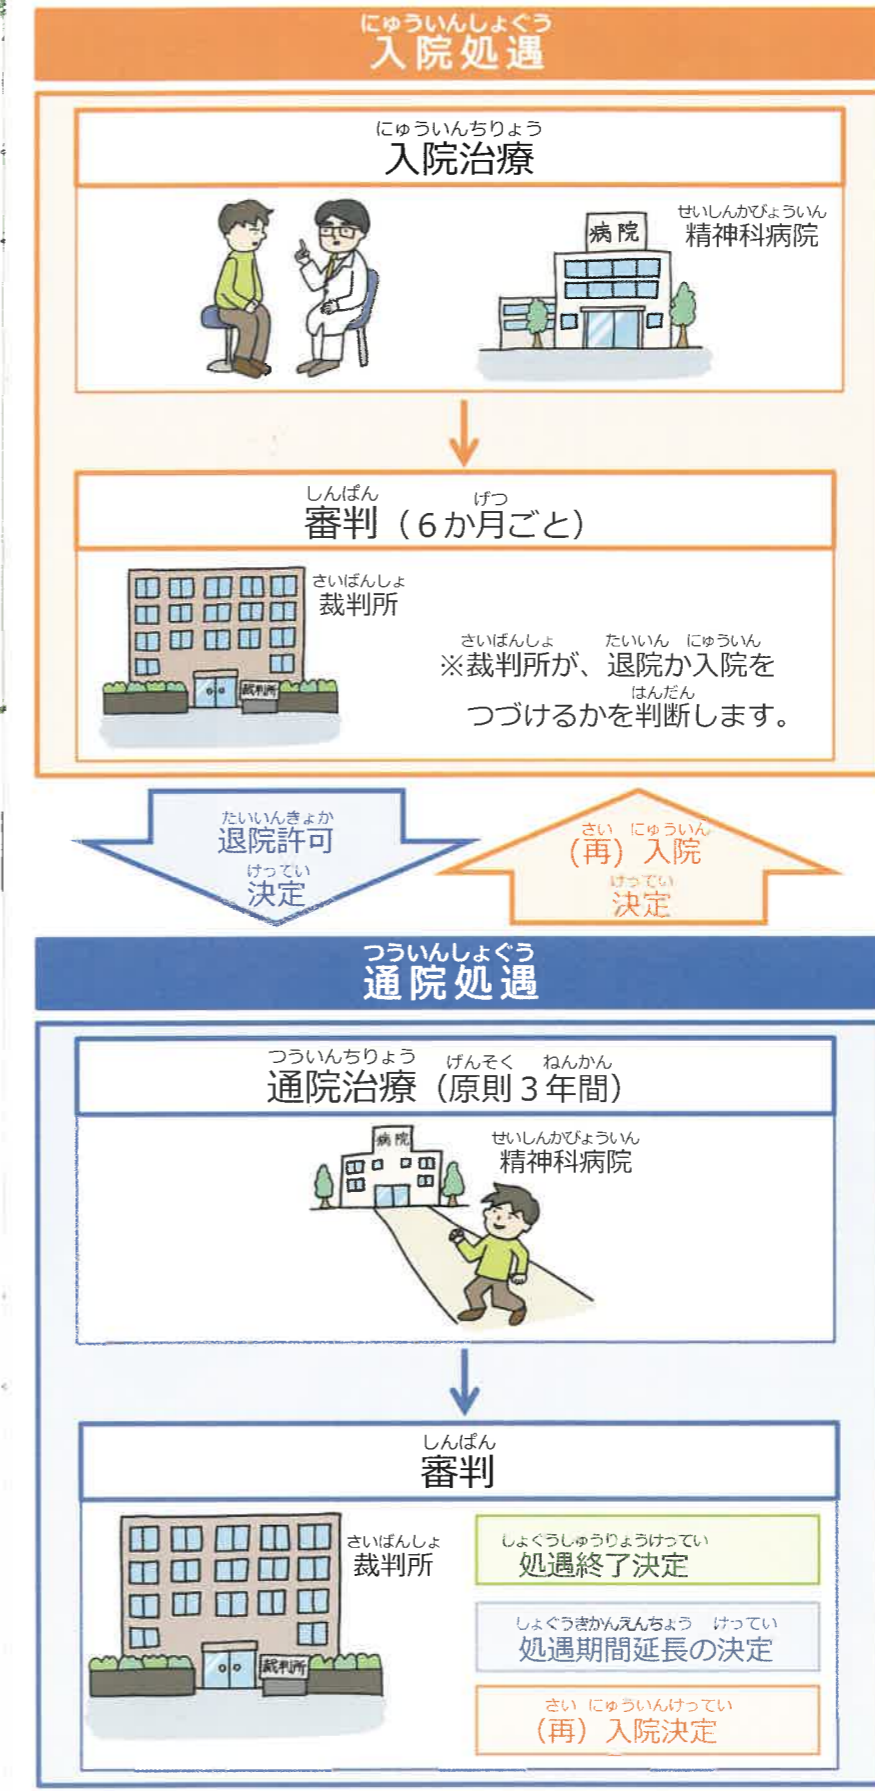 にゅういんしょぐう
入院処遇
にゅういんちりょう
入院治療
病院
せいしんかびょういん
精神科病院
しんぱん げつ
審判（6か月ごと）
さいばんしょ
裁判所
裁判所
さいばんしょ たいいん にゅういん
※裁判所が、退院か入院を
はんだん
つづけるかを判断します。
たいいんきょか
退院許可
けってい
決定
さい にゅういん
（再）入院
けってい
決定
つういんしょぐう
通院処遇
つういんちりょう げんそく ねんかん
通院治療（原則3年間）
病院
せいしんかびょういん
精神科病院
しんぱん
審判
さいばんしょ
裁判所
裁判所
しょぐうしゅうりょうけってい
処遇終了決定
しょぐうきかんえんちょう けってい
処遇期間延長の決定
さい にゅういんけってい
（再）入院決定